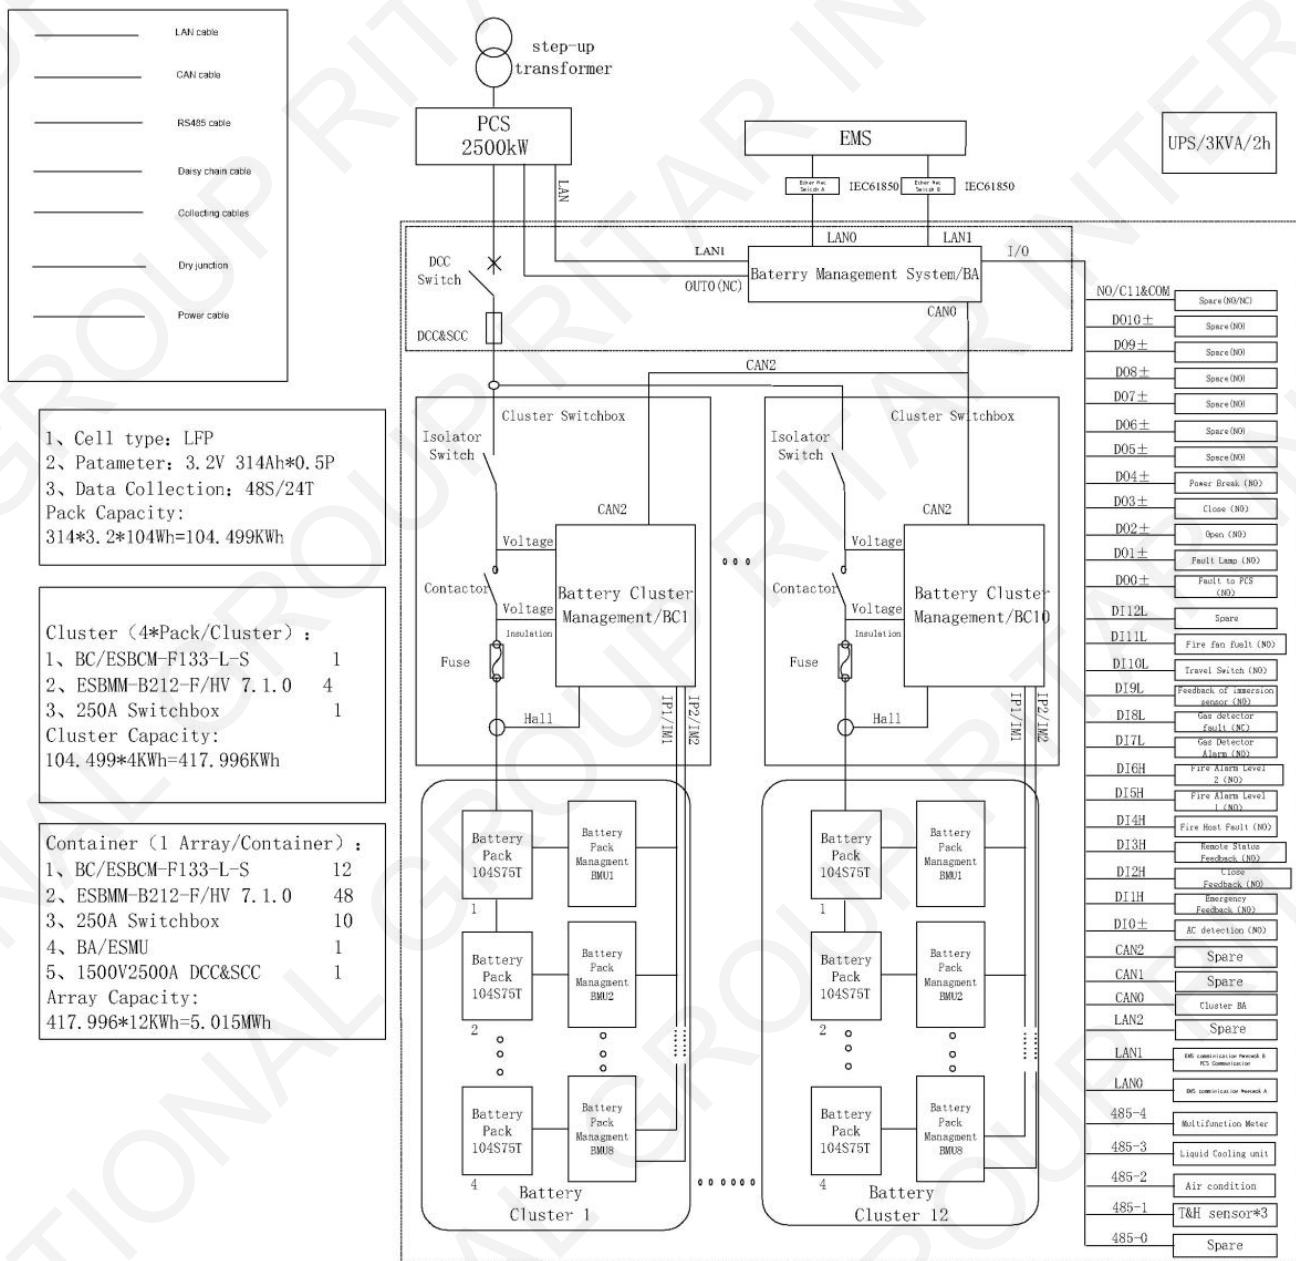 LAN cable
CAN cable
RS485 cable
Daisy chain cable
Collecting cables
Dry junction
Power cable
1、Cell type: LFP
2、Patameter: 3.2V 314Ah*0.5P
3、Data Collection: 48S/24T
Pack Capacity:
314*3.2*104Wh=104.499KWh
Cluster（4*Pack/Cluster）:
1、BC/ESBCM-F133-L-S 1
2、ESBMM-B212-F/HV 7.1.0 4
3、250A Switchbox 1
Cluster Capacity:
104.499*4KWh=417.996KWh
Container（1 Array/Container）:
1、BC/ESBCM-F133-L-S 12
2、ESBMM-B212-F/HV 7.1.0 48
3、250A Switchbox 10
4、BA/ESMU 1
5、1500V2500A DCC&SCC 1
Array Capacity:
417.996*12KWh=5.015MWh
step-up
transformer
PCS
2500kW
LAN
EMS
UPS/3KVA/2h
Switch A
IEC61850
Switch B
IEC61850
LAN0
LAN1
LAN1
I/O
DCC
Switch
OUT0(NC)
Baterry Management System/BA
CAN0
DCC&SCC
CAN2
Cluster Switchbox
Isolator
Switch
CAN2
Voltage
Contactor
Battery Cluster
Management/BC1
Voltage
Insulation
Fuse
Hall
IP1/IM1
IP2/IM2
Cluster Switchbox
Isolator
Switch
CAN2
Voltage
Contactor
Battery Cluster
Management/BC10
Voltage
Insulation
Fuse
Hall
IP1/IM1
IP2/IM2
Battery
Pack
104S75T
1
Battery
Pack
Managment
BMU1
Battery
Pack
104S75T
2
Battery
Pack
Managment
BMU2
Battery
Pack
104S75T
4
Battery
Pack
Managment
BMU8
Battery
Cluster 1
Battery
Pack
104S75T
1
Battery
Pack
Managment
BMU1
Battery
Pack
104S75T
2
Battery
Pack
Managment
BMU2
Battery
Pack
104S75T
4
Battery
Pack
Managment
BMU8
Battery
Cluster 12
NO/C11&COM Spare(NO/NC)
DO10± Spare(NO)
DO9± Spare(NO)
DO8± Spare(NO)
DO7± Spare(NO)
DO6± Spare(NO)
DO5± Spare(NO)
DO4± Power Break (NO)
DO3± Close (NO)
DO2± Open (NO)
DO1± Fault Lamp (NO)
DO0± Fault to PCS
(NO)
DI12L Spare
DI11L Fire fan fuelt (NO)
DI10L Travel Switch (NO)
DI9L Feedback of immersion
sensor (NO)
DI8L Gas detector
fault (NC)
DI7L Gas Detector
Alarm (NO)
DI6H Fire Alarm Level
2 (NO)
DI5H Fire Alarm Level
1 (NO)
DI4H Fire Host Fault (NO)
DI3H Remote Status
Feedback (NO)
DI2H Close
Feedback (NO)
DI1H Emergency
Feedback (NO)
DI0± AC detection (NO)
CAN2 Spare
CAN1 Spare
CAN0 Cluster BA
LAN2 Spare
LAN1
LAN0
485-4 Multifunction Meter
485-3 Liquid Cooling unit
485-2 Air condition
485-1 T&H sensor*3
485-0 Spare